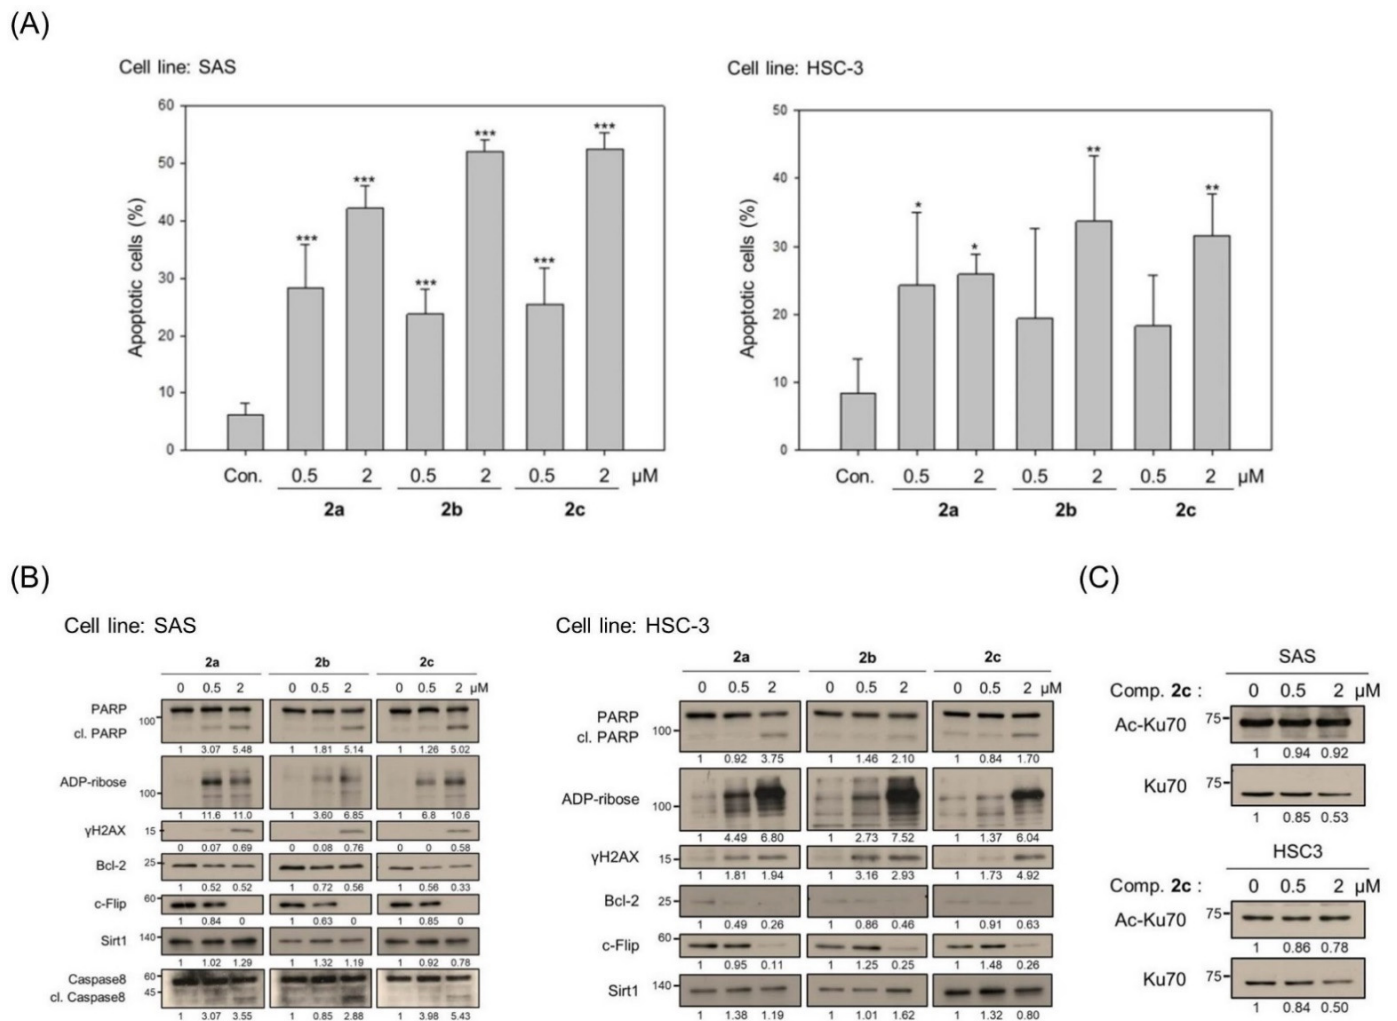 (A)
Cell line: SAS
Apoptotic cells (%)
60
50
40
30
20
10
0
***
***
***
***
***
***
Con. 0.5 2 0.5 2 0.5 2 µM
2a 2b 2c
Cell line: HSC-3
Apoptotic cells (%)
50
40
30
20
10
0
*
*
**
**
Con. 0.5 2 0.5 2 0.5 2 µM
2a 2b 2c
(B)
Cell line: SAS
2a 2b 2c
0 0.5 2 0 0.5 2 0 0.5 2 µM
PARP
100
cl. PARP
1 3.07 5.48 1 1.81 5.14 1 1.26 5.02
ADP-ribose
100
1 11.6 11.0 1 3.60 6.85 1 6.8 10.6
γH2AX 15
0 0.07 0.69 0 0.08 0.76 0 0 0.58
Bcl-2 25
1 0.52 0.52 1 0.72 0.56 1 0.56 0.33
c-Flip 60
1 0.84 0 1 0.63 0 1 0.85 0
Sirt1 140
1 1.02 1.29 1 1.32 1.19 1 0.92 0.78
Caspase8 60
cl. Caspase8 45
1 3.07 3.55 1 0.85 2.88 1 3.98 5.43
Cell line: HSC-3
2a 2b 2c
0 0.5 2 0 0.5 2 0 0.5 2 µM
PARP
cl. PARP 100
1 0.92 3.75 1 1.46 2.10 1 0.84 1.70
ADP-ribose 100
1 4.49 6.80 1 2.73 7.52 1 1.37 6.04
γH2AX 15
1 1.81 1.94 1 3.16 2.93 1 1.73 4.92
Bcl-2 25
1 0.49 0.26 1 0.86 0.46 1 0.91 0.63
c-Flip 60
1 0.95 0.11 1 1.25 0.25 1 1.48 0.26
Sirt1 140
1 1.38 1.19 1 1.01 1.62 1 1.32 0.80
(C)
SAS
Comp. 2c : 0 0.5 2 µM
Ac-Ku70 75
1 0.94 0.92
Ku70 75
1 0.85 0.53
HSC3
Comp. 2c : 0 0.5 2 µM
Ac-Ku70 75
1 0.86 0.78
Ku70 75
1 0.84 0.50